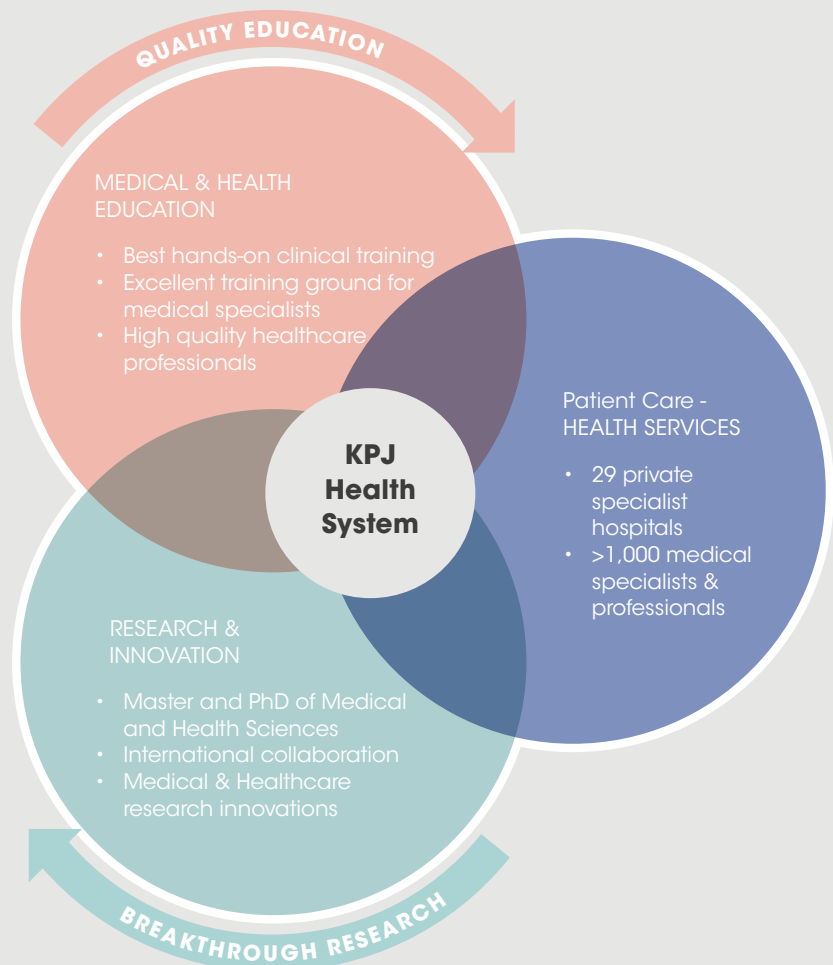 QUALITY EDUCATION
MEDICAL & HEALTH
EDUCATION
• Best hands-on clinical training
• Excellent training ground for
medical specialists
• High quality healthcare
professionals
KPJ
Health
System
Patient Care -
HEALTH SERVICES
• 29 private
specialist
hospitals
• >1,000 medical
specialists &
professionals
RESEARCH &
INNOVATION
• Master and PhD of Medical
and Health Sciences
• International collaboration
• Medical & Healthcare
research innovations
BREAKTHROUGH RESEARCH